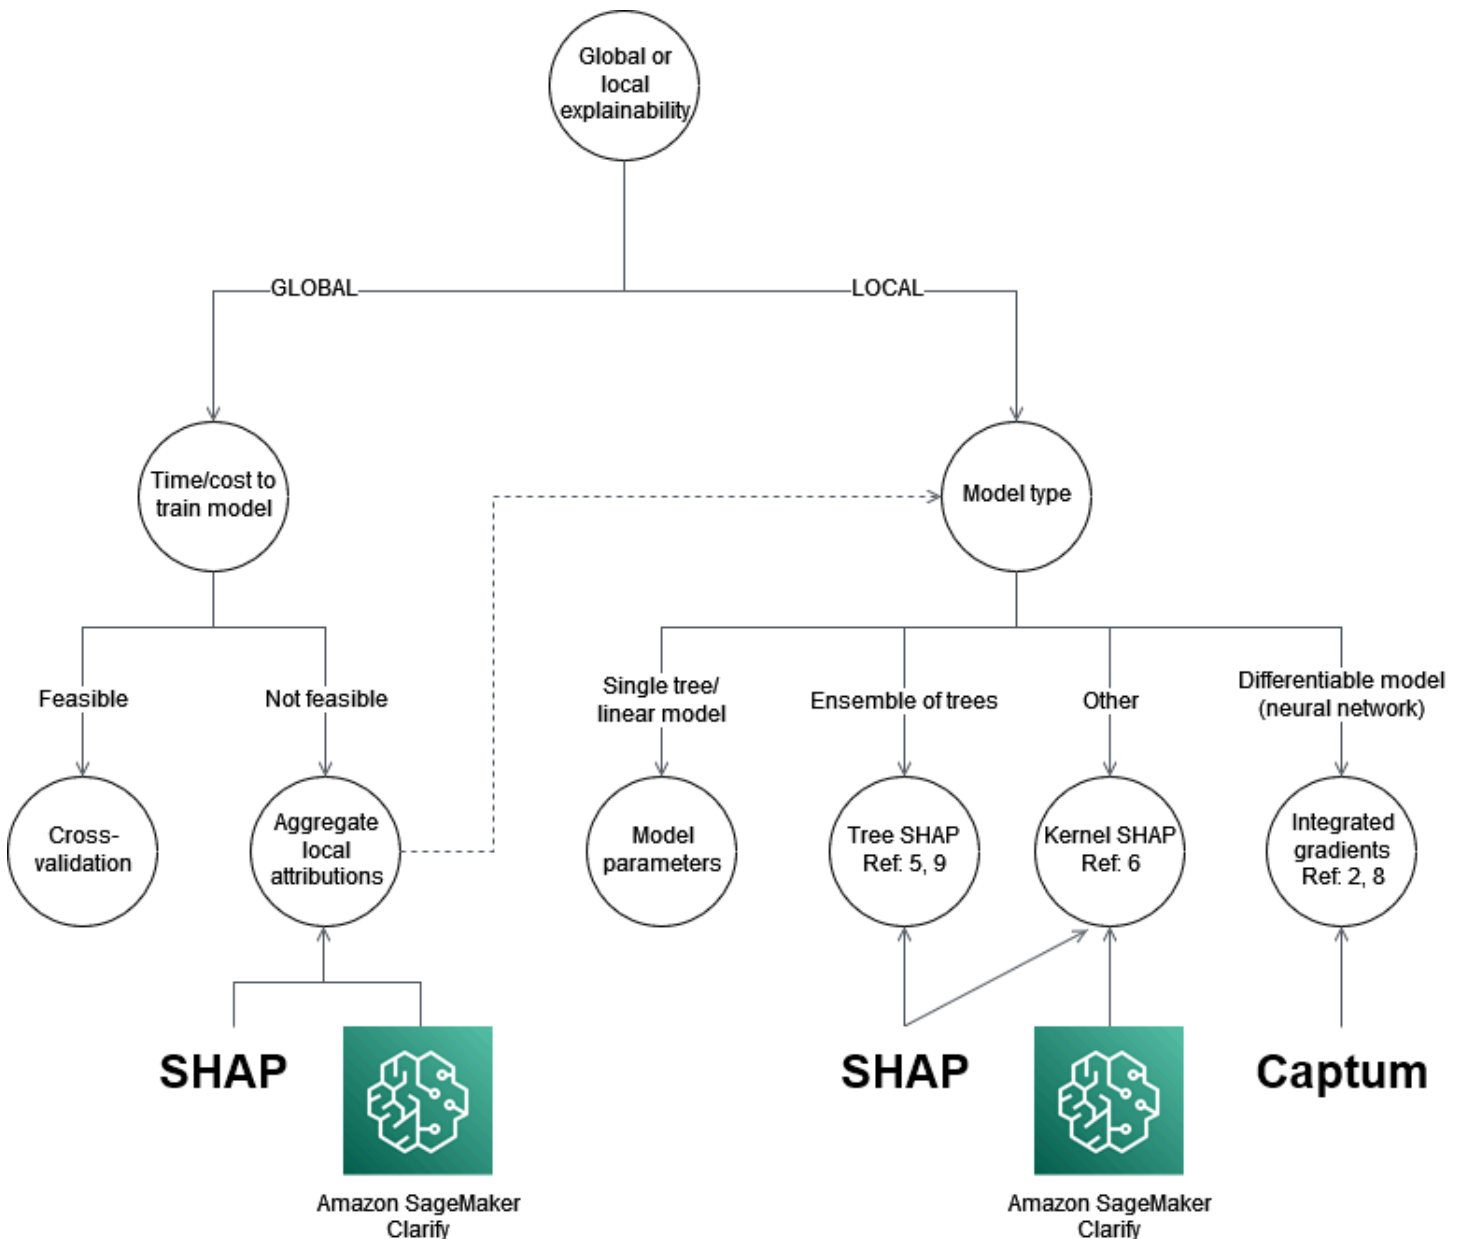 Global or
local
explainability
GLOBAL
LOCAL
Time/cost to
train model
Model type
Feasible
Not feasible
Single tree/
linear model
Ensemble of trees
Other
Differentiable model
(neural network)
Cross-
validation
Aggregate
local
attributions
Model
parameters
Tree SHAP
Ref: 5, 9
Kernel SHAP
Ref: 6
Integrated
gradients
Ref: 2, 8
SHAP
Amazon SageMaker
Clarify
SHAP
Amazon SageMaker
Clarify
Captum